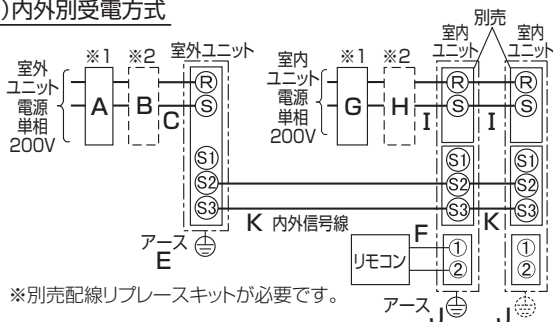 )内外別受電方式
別売
※1 ※2 室外ユニット
※1 ※2
室内
ユニット
室内
ユニット
室外
ユニット
電源
単相
200V
A
B
C
R
S
S1
S2
S3
室内
ユニット
電源
単相
200V
G
H
I
I
R
S
S1
S2
S3
R
S
S1
S2
S3
K 内外信号線
K
アース
E
リモコン
F
①
②
①
②
※別売配線リプレースキットが必要です。
アース
J
J